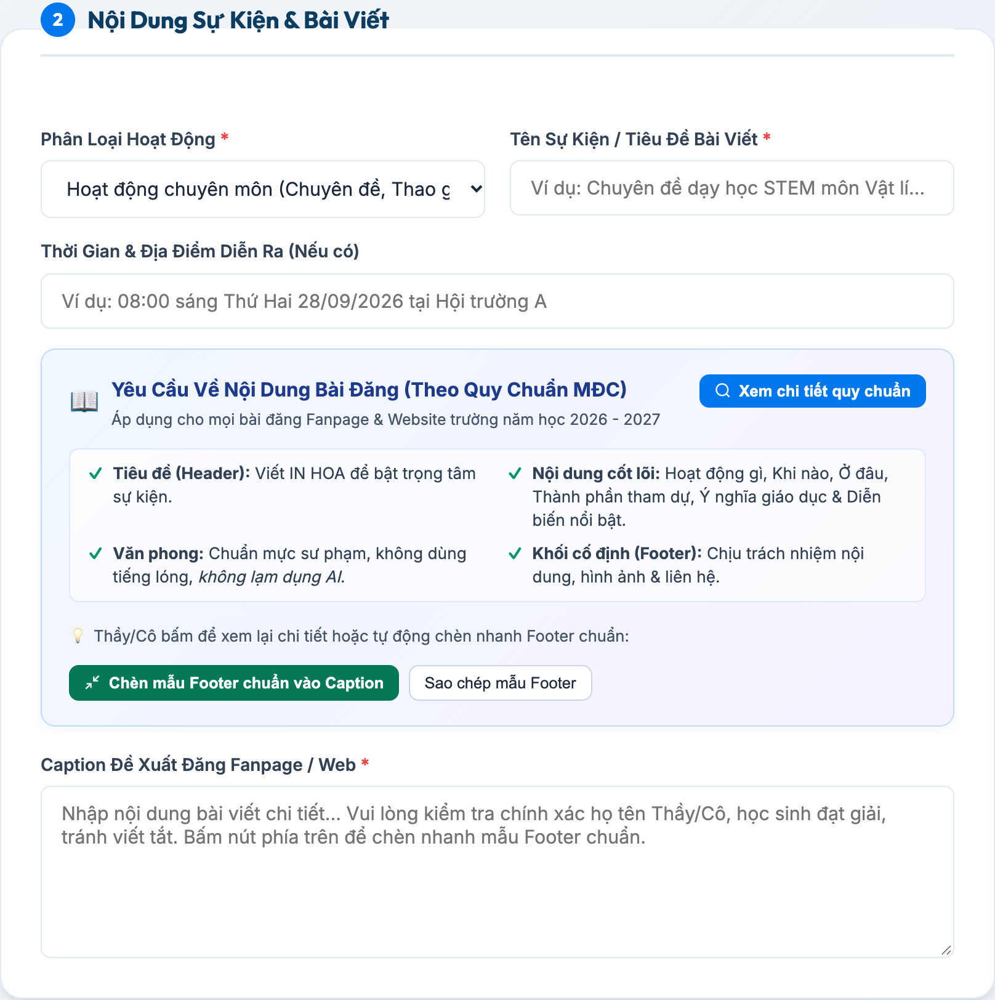 2 Nội Dung Sự Kiện & Bài Viết
Phân Loại Hoạt Động *
Hoạt động chuyên môn (Chuyên đề, Thao g
Tên Sự Kiện / Tiêu Đề Bài Viết *
Ví dụ: Chuyên đề dạy học STEM môn Vật lí...
Thời Gian & Địa Điểm Diễn Ra (Nếu có)
Ví dụ: 08:00 sáng Thứ Hai 28/09/2026 tại Hội trường A
Yêu Cầu Về Nội Dung Bài Đăng (Theo Quy Chuẩn MĐC)
Áp dụng cho mọi bài đăng Fanpage & Website trường năm học 2026 - 2027
Xem chi tiết quy chuẩn
Tiêu đề (Header): Viết IN HOA để bật trọng tâm
sự kiện.
Nội dung cốt lõi: Hoạt động gì, Khi nào, Ở đâu,
Thành phần tham dự, Ý nghĩa giáo dục & Diễn
biến nổi bật.
Văn phong: Chuẩn mực sư phạm, không dùng
tiếng lóng, không lạm dụng AI.
Khối cố định (Footer): Chịu trách nhiệm nội
dung, hình ảnh & liên hệ.
Thầy/Cô bấm để xem lại chi tiết hoặc tự động chèn nhanh Footer chuẩn:
Chèn mẫu Footer chuẩn vào Caption
Sao chép mẫu Footer
Caption Đề Xuất Đăng Fanpage / Web *
Nhập nội dung bài viết chi tiết... Vui lòng kiểm tra chính xác họ tên Thầy/Cô, học sinh đạt giải,
tránh viết tắt. Bấm nút phía trên để chèn nhanh mẫu Footer chuẩn.